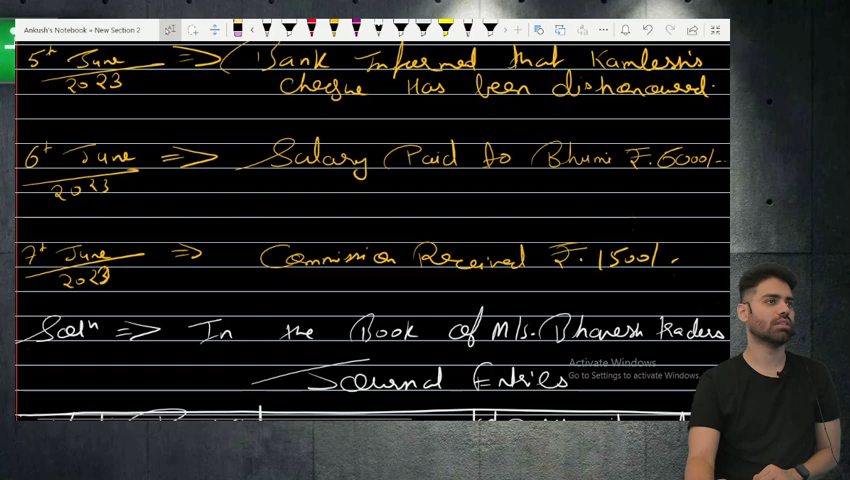 Ankush's Notebook » New Section 2
5th June 2023 => ( Bank Informed that Kamlesh's
cheque Has been dishonoured.
6th June 2023 => Salary Paid to Bhumi ₹.6000/-
7th June 2023 => Commission Received ₹.1500/-
Soln => In the Book of M/s. Bhavesh traders
Journal Entries
Activate Windows
Go to Settings to activate Windows.